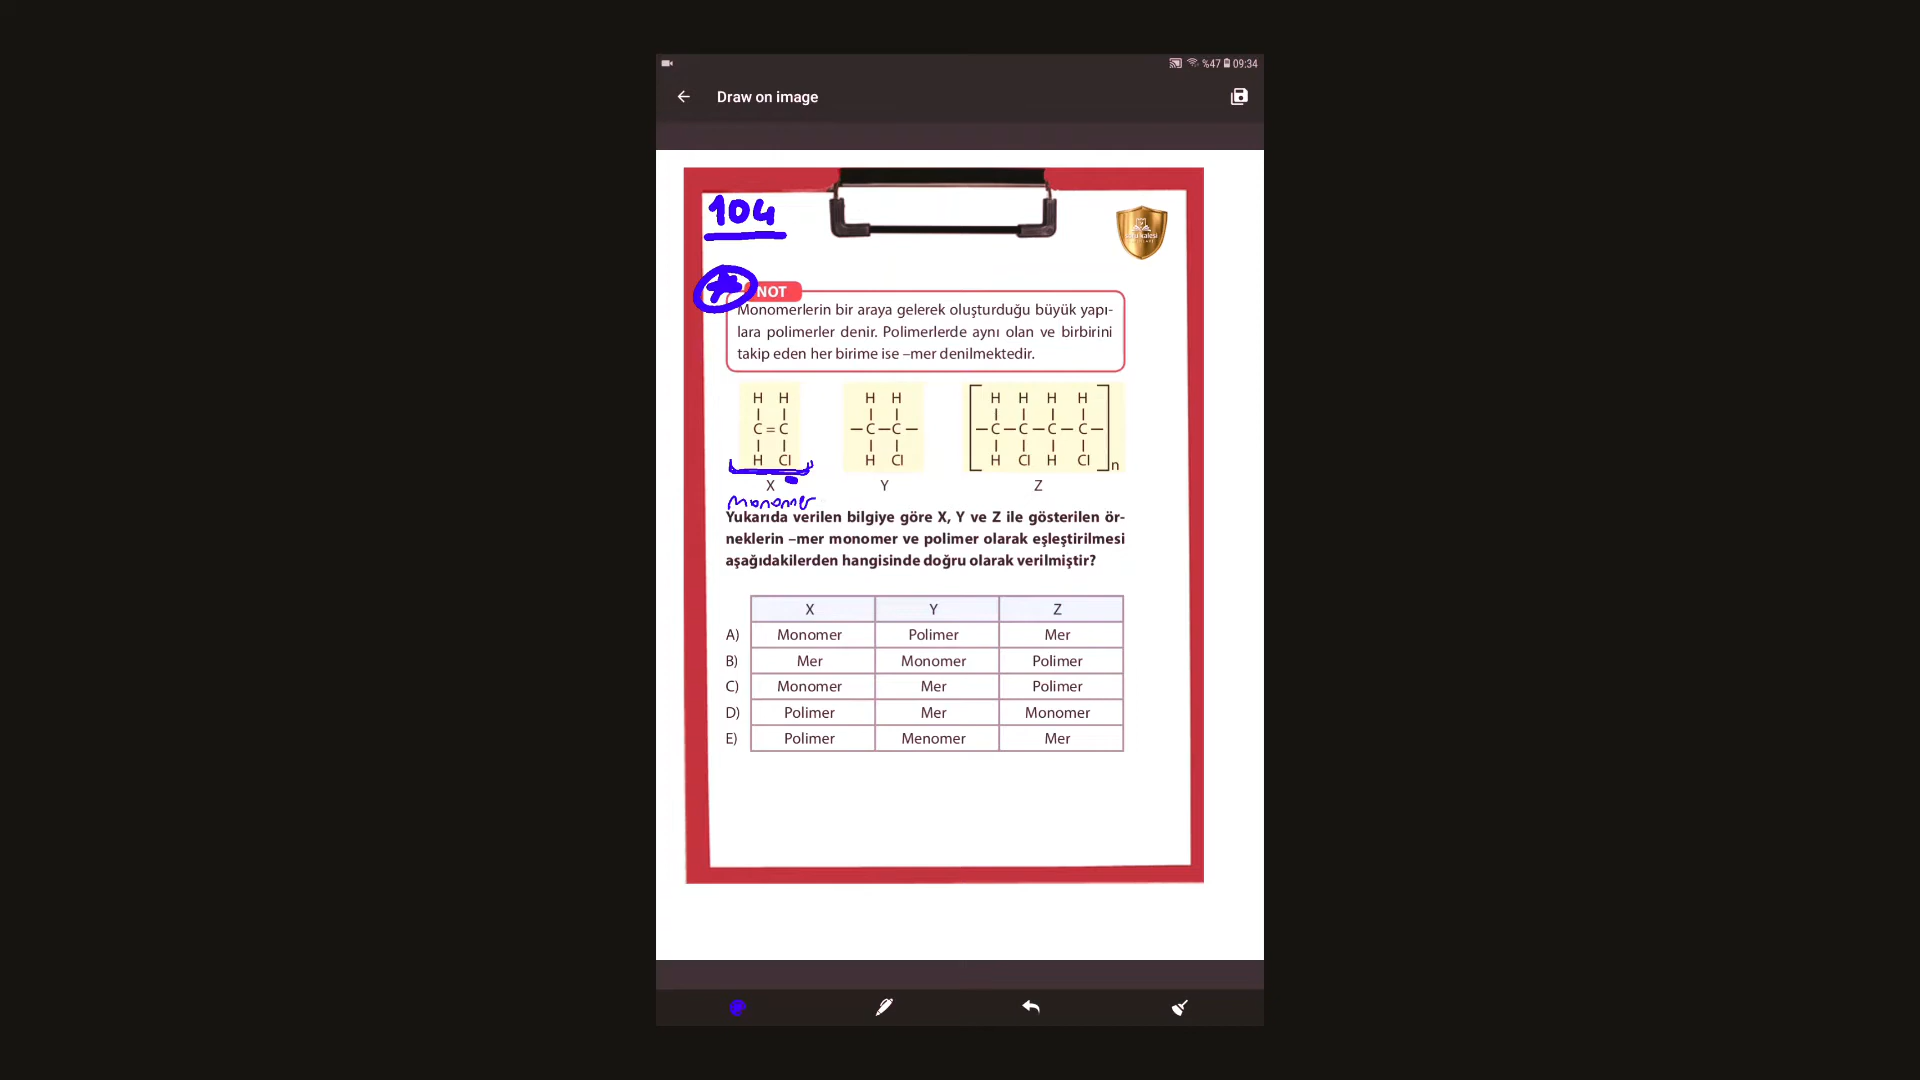 %47 09:34
Draw on image
104
NOT
Monomerlerin bir araya gelerek oluşturduğu büyük yapı-
lara polimerler denir. Polimerlerde aynı olan ve birbirini
takip eden her birime ise –mer denilmektedir.
H H H H H H H H
C = C – C – C – – C – C – C – C –
H Cl H Cl H Cl H Cl n
X Y Z
Monomer
Yukarıda verilen bilgiye göre X, Y ve Z ile gösterilen ör-
neklerin –mer monomer ve polimer olarak eşleştirilmesi
aşağıdakilerden hangisinde doğru olarak verilmiştir?
X Y Z
A) Monomer Polimer Mer
B) Mer Monomer Polimer
C) Monomer Mer Polimer
D) Polimer Mer Monomer
E) Polimer Menomer Mer